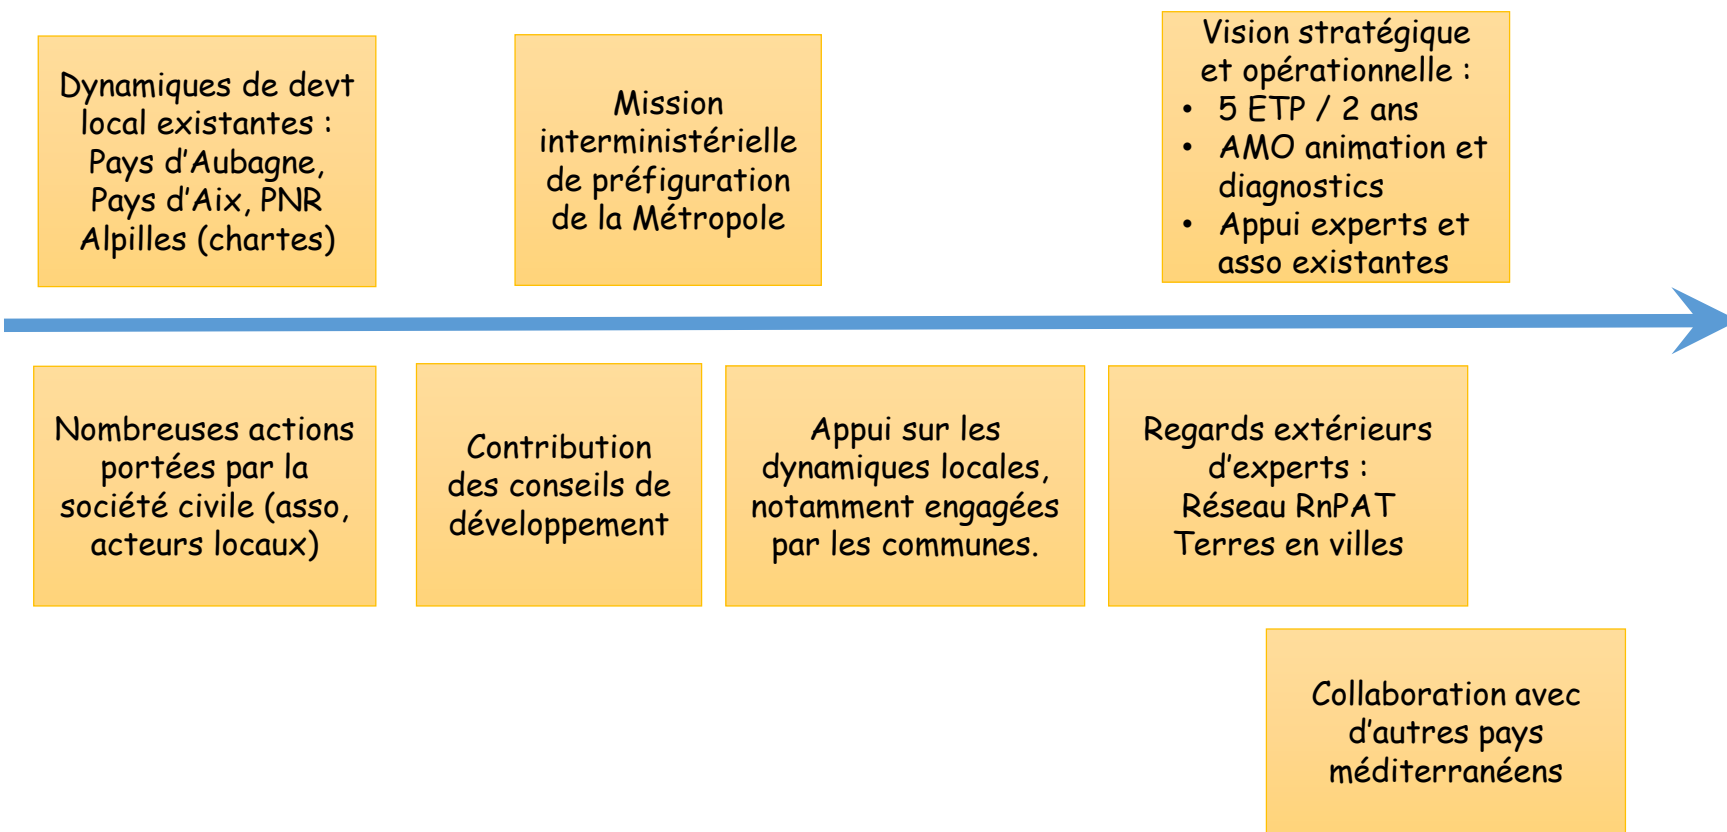 Dynamiques de devt
local existantes :
Pays d'Aubagne,
Pays d'Aix, PNR
Alpilles (chartes)
Mission
interministérielle
de préfiguration
de la Métropole
Vision stratégique
et opérationnelle :
• 5 ETP / 2 ans
• AMO animation et
diagnostics
• Appui experts et
asso existantes
Nombreuses actions
portées par la
société civile (asso,
acteurs locaux)
Contribution
des conseils de
développement
Appui sur les
dynamiques locales,
notamment engagées
par les communes.
Regards extérieurs
d'experts :
Réseau RnPAT
Terres en villes
Collaboration avec
d'autres pays
méditerranéens